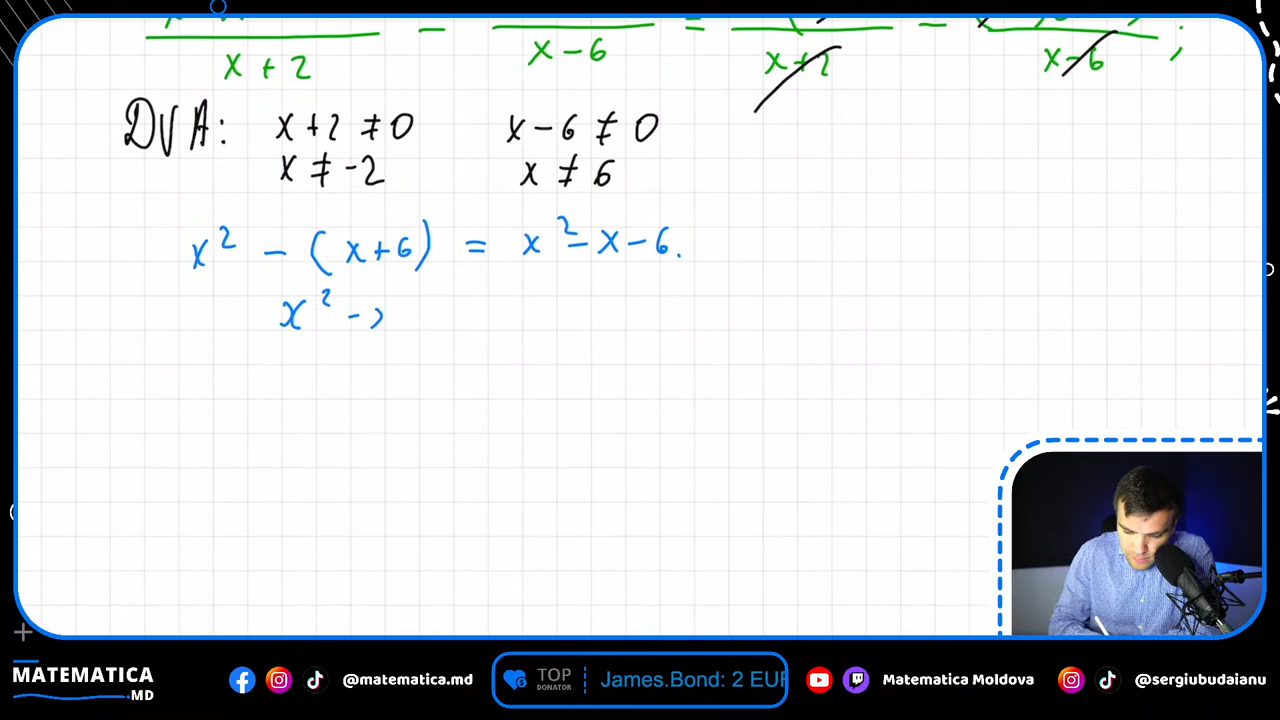 x + 2 − x − 6 = x+2 − x−6 ;
DVA: x+2 ≠ 0 x−6 ≠ 0
x ≠ -2 x ≠ 6
x² − (x+6) = x² − x − 6.
x² -
MATEMATICA
.MD
@matematica.md
TOP
DONATOR
James.Bond: 2 EUR
Matematica Moldova
@sergiubudaianu